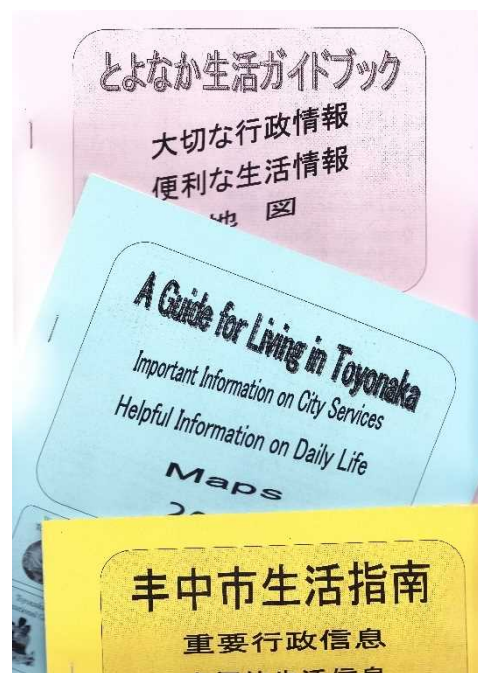 とよなか生活ガイドブック
大切な行政情報
便利な生活情報
地 図
A Guide for Living in Toyonaka
Important Information on City Services
Helpful Information on Daily Life
Maps
丰中市生活指南
重要行政信息